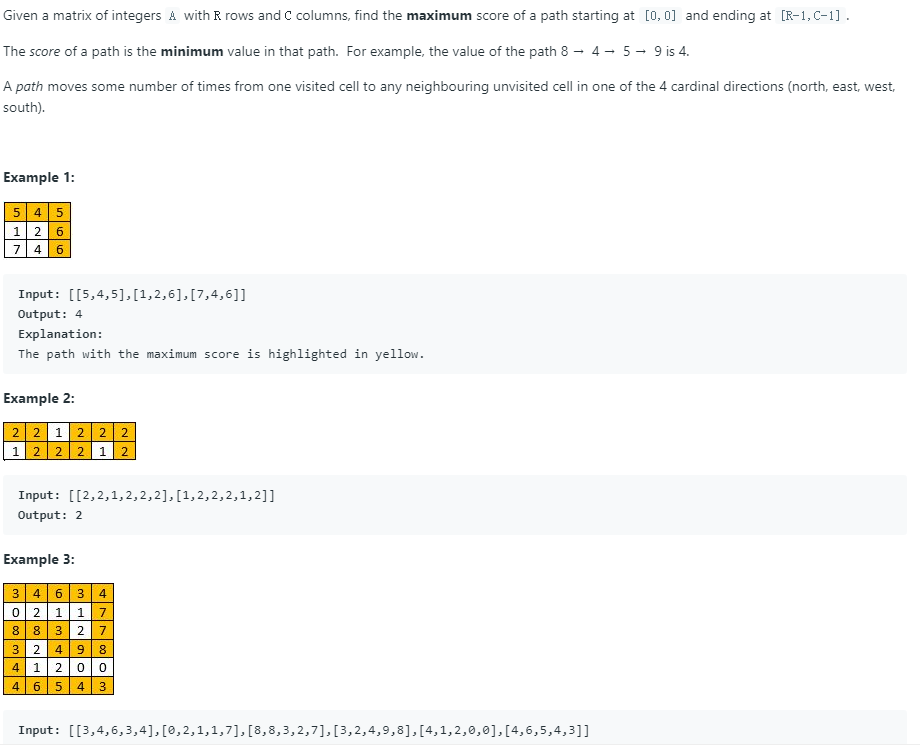 Given a matrix of integers A with R rows and C columns, find the maximum score of a path starting at [0,0] and ending at [R-1,C-1].
The score of a path is the minimum value in that path.  For example, the value of the path 8 → 4 → 5 → 9 is 4.
A path moves some number of times from one visited cell to any neighbouring unvisited cell in one of the 4 cardinal directions (north, east, west,
south).
Example 1:
5 4 5
1 2 6
7 4 6
Input: [[5,4,5],[1,2,6],[7,4,6]]
Output: 4
Explanation:
The path with the maximum score is highlighted in yellow.
Example 2:
2 2 1 2 2 2
1 2 2 2 1 2
Input: [[2,2,1,2,2,2],[1,2,2,2,1,2]]
Output: 2
Example 3:
3 4 6 3 4
0 2 1 1 7
8 8 3 2 7
3 2 4 9 8
4 1 2 0 0
4 6 5 4 3
Input: [[3,4,6,3,4],[0,2,1,1,7],[8,8,3,2,7],[3,2,4,9,8],[4,1,2,0,0],[4,6,5,4,3]]